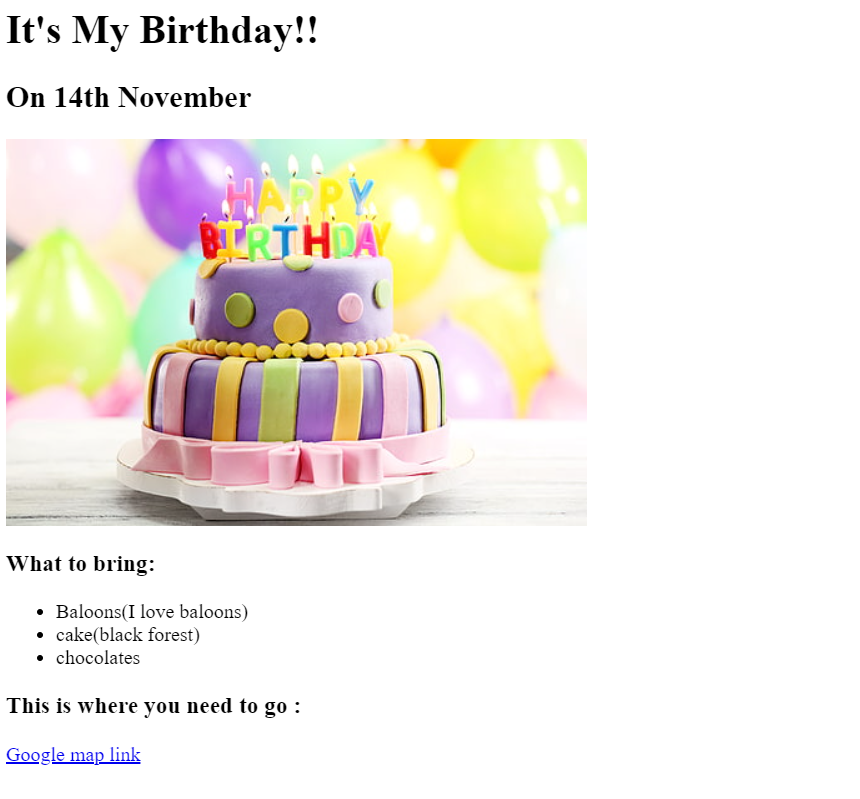 It's My Birthday!!
On 14th November
HAPPY
BIRTHDAY
What to bring:
Baloons(I love baloons)
cake(black forest)
chocolates
This is where you need to go :
Google map link